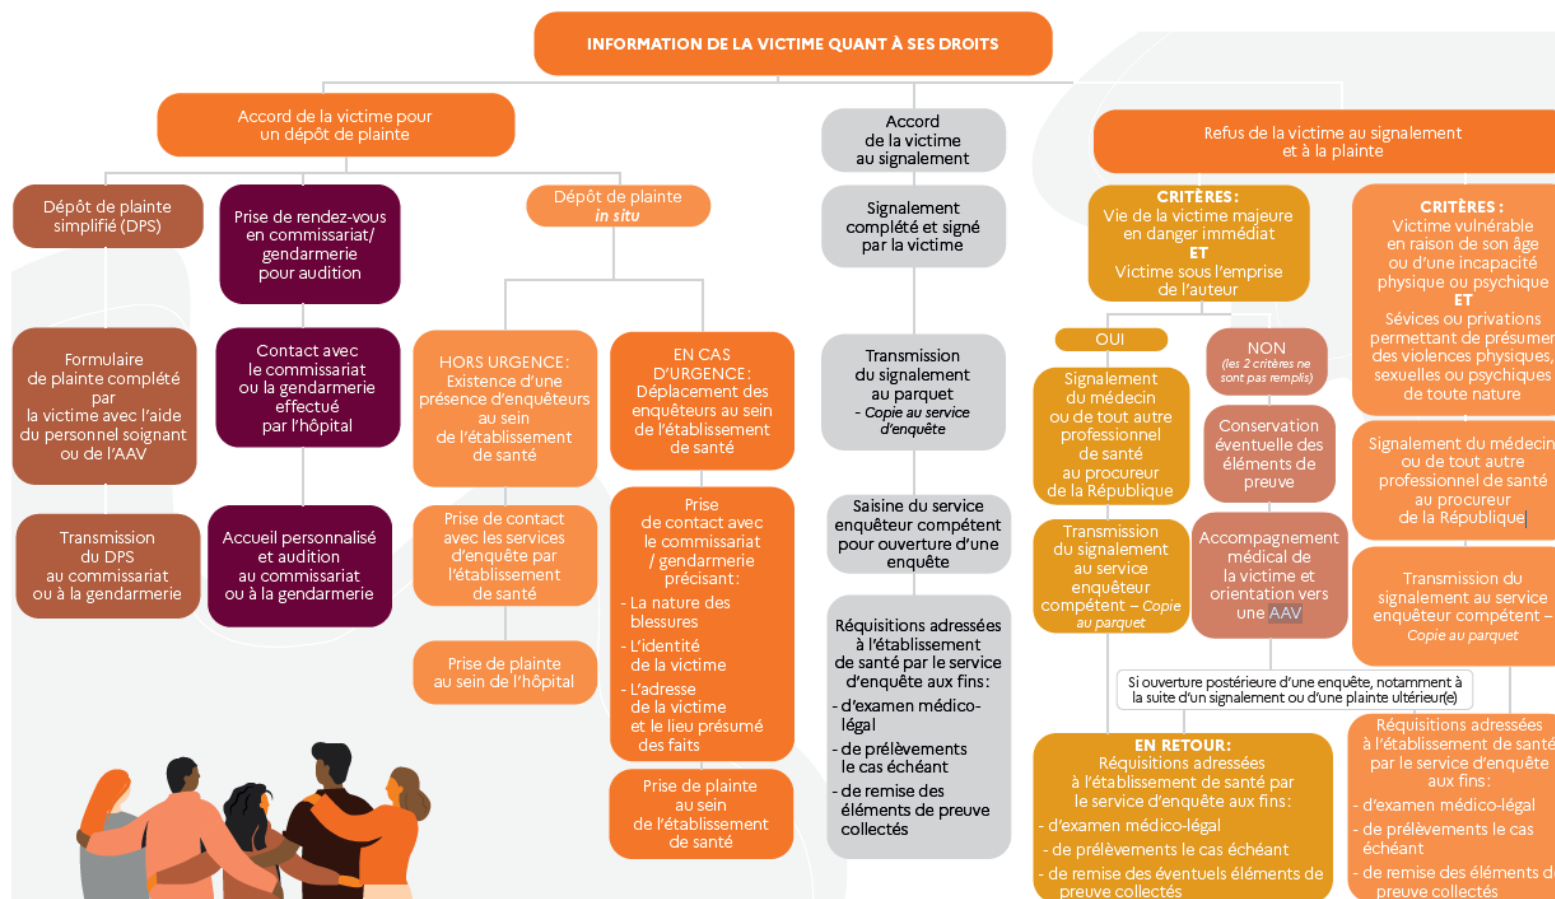 INFORMATION DE LA VICTIME QUANT À SES DROITS
Accord de la victime pour
un dépôt de plainte
Dépôt de plainte
simplifié (DPS)
Formulaire
de plainte complété
par
la victime avec l'aide
du personnel soignant
ou de l'AAV
Transmission
du DPS
au commissariat
ou à la gendarmerie
Prise de rendez-vous
en commissariat/
gendarmerie
pour audition
Contact avec
le commissariat
ou la gendarmerie
effectué
par l'hôpital
Accueil personnalisé
et audition
au commissariat
ou à la gendarmerie
Dépôt de plainte
in situ
HORS URGENCE :
Existence d'une
présence d'enquêteurs
au sein
de l'établissement
de santé
Prise de contact
avec les services
d'enquête par
l'établissement
de santé
Prise de plainte
au sein de l'hôpital
EN CAS
D'URGENCE :
Déplacement des
enquêteurs au sein
de l'établissement
de santé
Prise
de contact avec
le commissariat
/ gendarmerie
précisant :
- La nature des
blessures
- L'identité
de la victime
- L'adresse
de la victime
et le lieu présumé
des faits
Prise de plainte
au sein
de l'établissement
de santé
Accord
de la victime
au signalement
Signalement
complété et signé
par la victime
Transmission
du signalement
au parquet
- Copie au service
d'enquête
Saisine du service
enquêteur compétent
pour ouverture d'une
enquête
Réquisitions adressées
à l'établissement
de santé par le service
d'enquête aux fins :
- d'examen médico-
légal
- de prélèvements
le cas échéant
- de remise des
éléments de preuve
collectés
Refus de la victime au signalement
et à la plainte
CRITÈRES :
Vie de la victime majeure
en danger immédiat
ET
Victime sous l'emprise
de l'auteur
OUI
Signalement
du médecin
ou de tout autre
professionnel
de santé
au procureur
de la République
Transmission
du signalement
au service
enquêteur
compétent – Copie
au parquet
NON
(les 2 critères ne
sont pas remplis)
Conservation
éventuelle des
éléments de
preuve
Accompagnement
médical de
la victime et
orientation vers
une AAV
Si ouverture postérieure d'une enquête, notamment à
la suite d'un signalement ou d'une plainte ultérieur(e)
EN RETOUR :
Réquisitions adressées
à l'établissement de santé par
le service d'enquête aux fins :
- d'examen médico-légal
- de prélèvements le cas échéant
- de remise des éventuels éléments de
preuve collectés
CRITÈRES :
Victime vulnérable
en raison de son âge
ou d'une incapacité
physique ou psychique
ET
Sévices ou privations
permettant de présumer
des violences physiques,
sexuelles ou psychiques
de toute nature
Signalement du médecin
ou de tout autre
professionnel de santé
au procureur
de la République
Transmission du
signalement au service
enquêteur compétent –
Copie au parquet
Réquisitions adressées
à l'établissement de santé
par le service d'enquête
aux fins :
- d'examen médico-légal
- de prélèvements le cas
échéant
- de remise des éléments de
preuve collectés